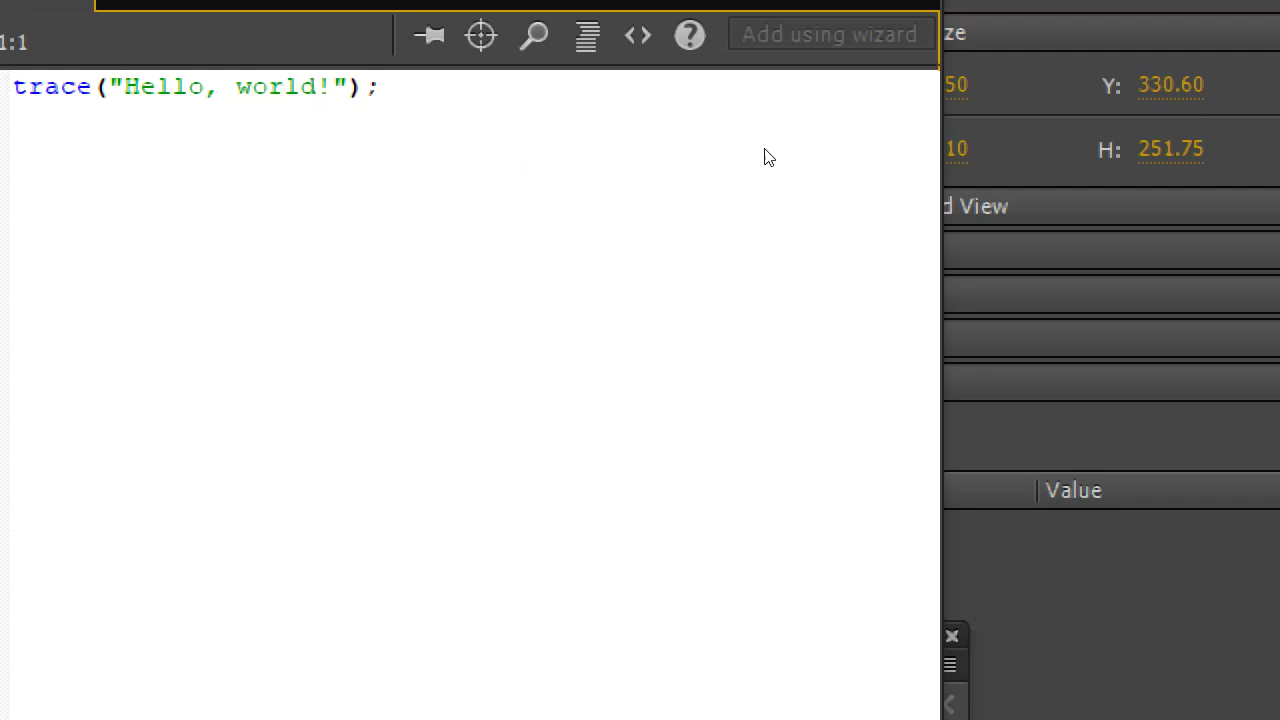 1:1
Add using wizard
trace("Hello, world!");
ze
50 Y: 330.60
10 H: 251.75
d View
Value